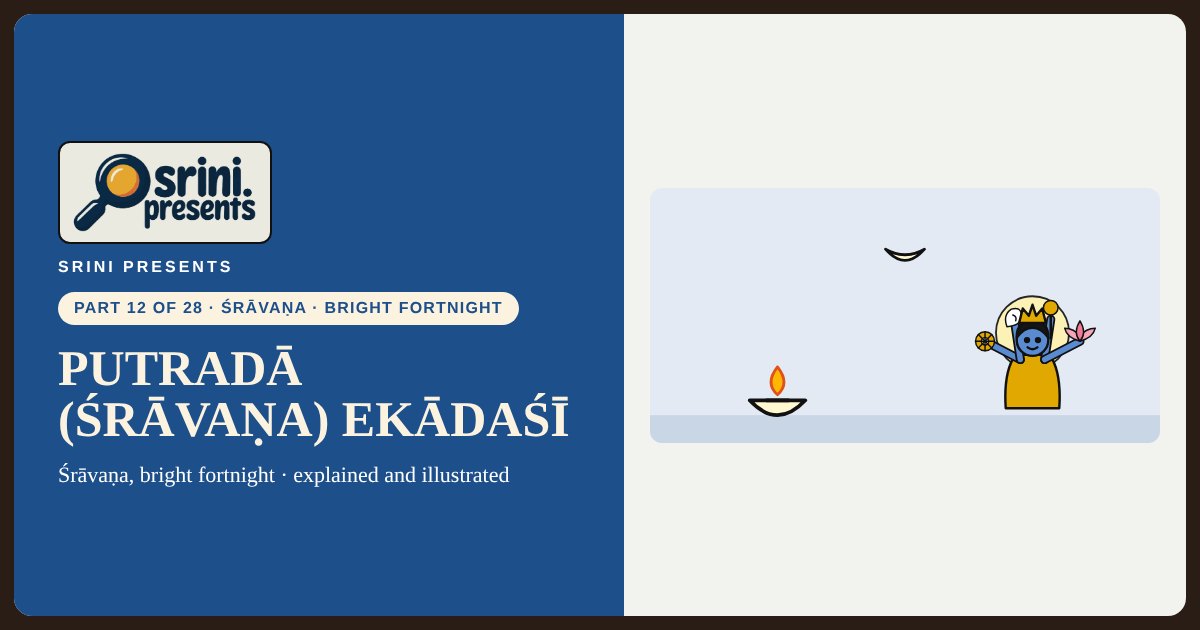 srini.
presents
SRINI PRESENTS
PART 12 OF 28 · ŚRĀVAṆA · BRIGHT FORTNIGHT
PUTRADĀ
(ŚRĀVAṆA) EKĀDAŚĪ
Śrāvaṇa, bright fortnight · explained and illustrated